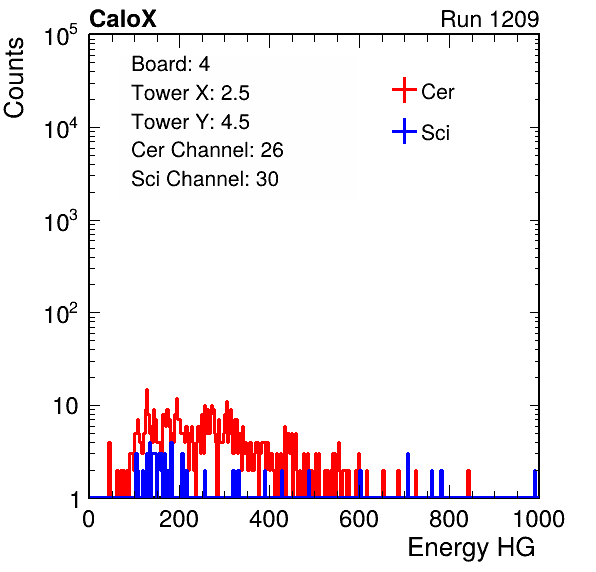 CaloX Run 1209
Counts
Board: 4
Tower X: 2.5
Tower Y: 4.5
Cer Channel: 26
Sci Channel: 30
Cer
Sci
10^5
10^4
10^3
10^2
10
1
0 200 400 600 800 1000
Energy HG